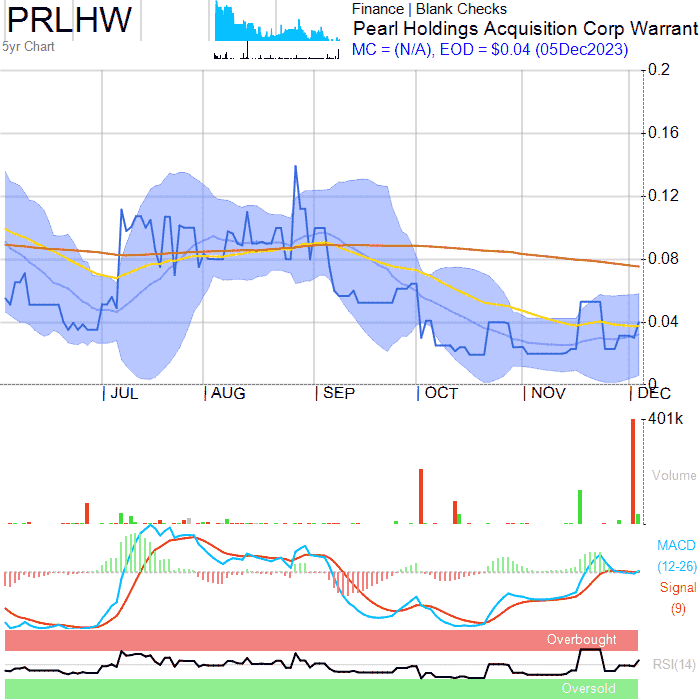 PRLHW
5yr Chart
Finance | Blank Checks
Pearl Holdings Acquisition Corp Warrant
MC = (N/A), EOD = $0.04 (05Dec2023)
0.2
0.16
0.12
0.08
0.04
0
JUL AUG SEP OCT NOV DEC
401k
Volume
MACD
(12-26)
Signal
(9)
Overbought
RSI(14)
Oversold